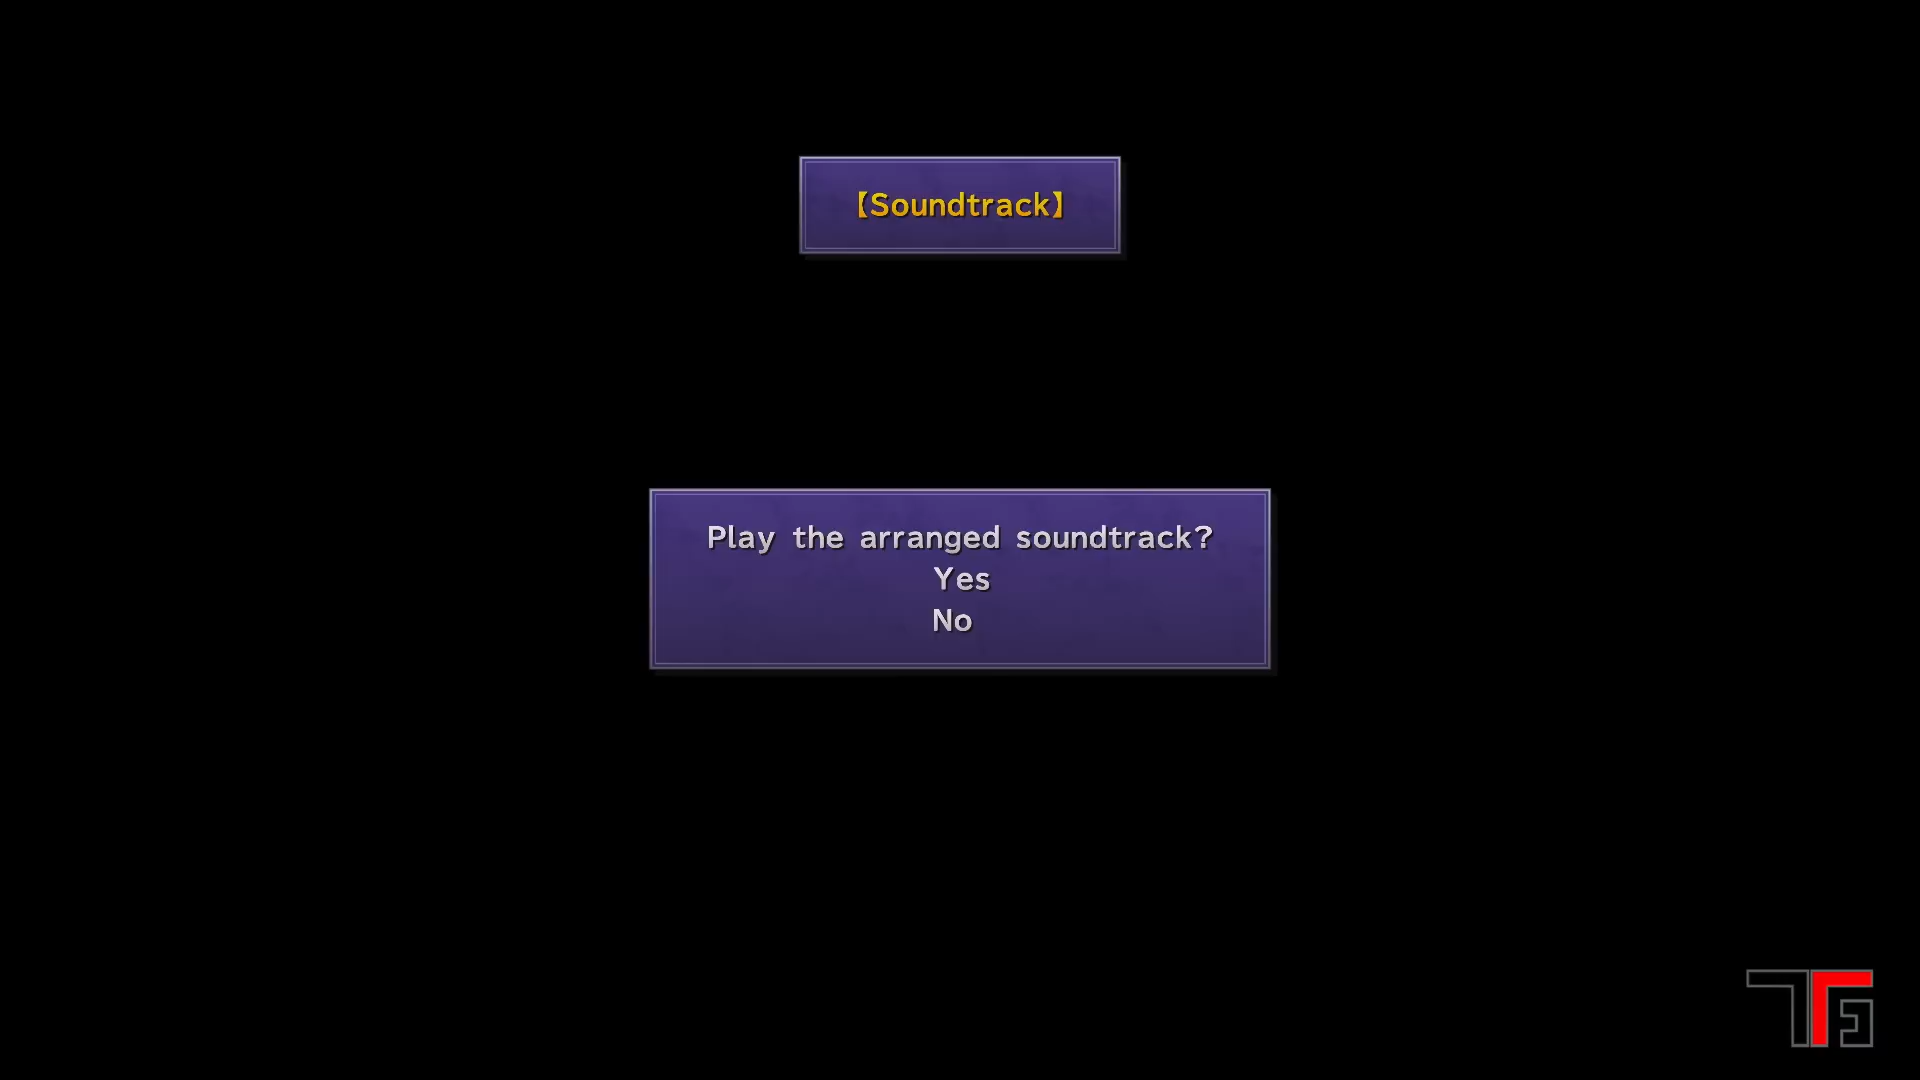 【Soundtrack】
Play the arranged soundtrack?
Yes
No